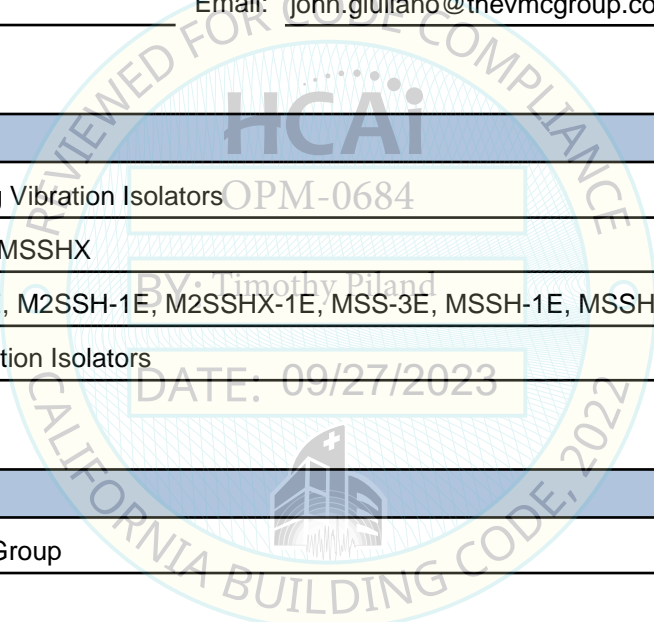 Email: john.giuliano@thevmcgroup.co
REVIEWED FOR CODE COMPLIANCE
HCAi
Vibration Isolators
OPM-0684
MSSHX
BY: Timothy Piland
, M2SSH-1E, M2SSHX-1E, MSS-3E, MSSH-1E, MSSH
tion Isolators
DATE: 09/27/2023
Group
CALIFORNIA BUILDING CODE, 2022